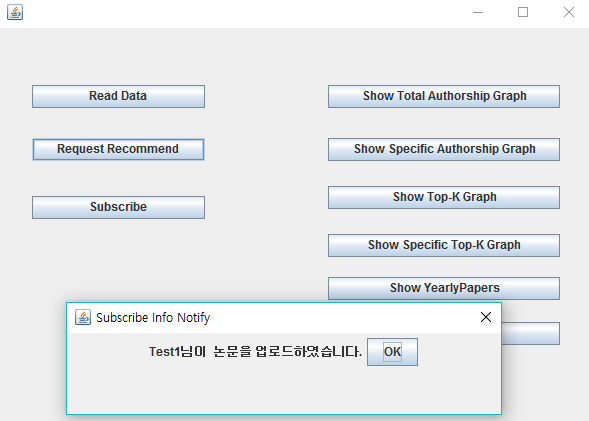 Read Data
Show Total Authorship Graph
Request Recommend
Show Specific Authorship Graph
Subscribe
Show Top-K Graph
Show Specific Top-K Graph
Show YearlyPapers
Subscribe Info Notify
Test1님이 논문을 업로드하였습니다. OK